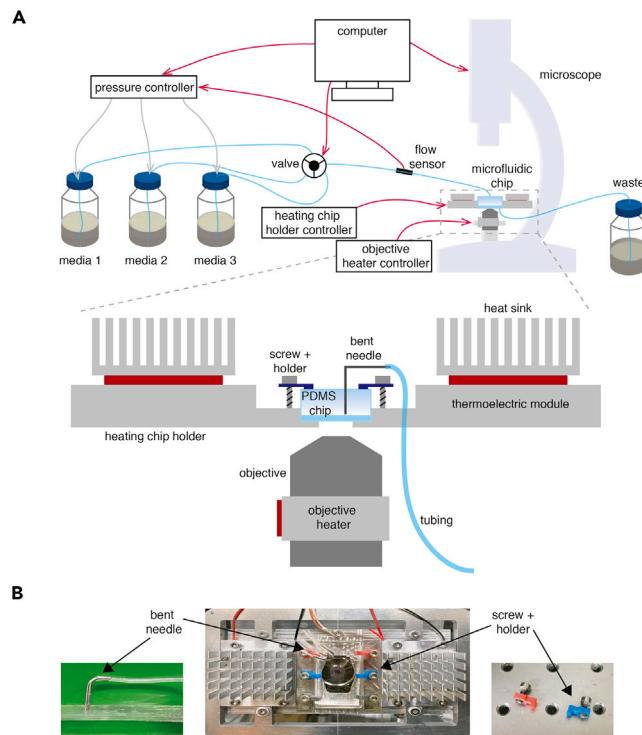 A
computer
pressure controller
microscope
flow
sensor
valve
microfluidic
chip
waste
heating chip
holder controller
objective
heater controller
media 1
media 2
media 3
heat sink
screw +
holder
bent
needle
PDMS
chip
thermoelectric module
heating chip holder
objective
objective
heater
tubing
B
bent
needle
screw +
holder